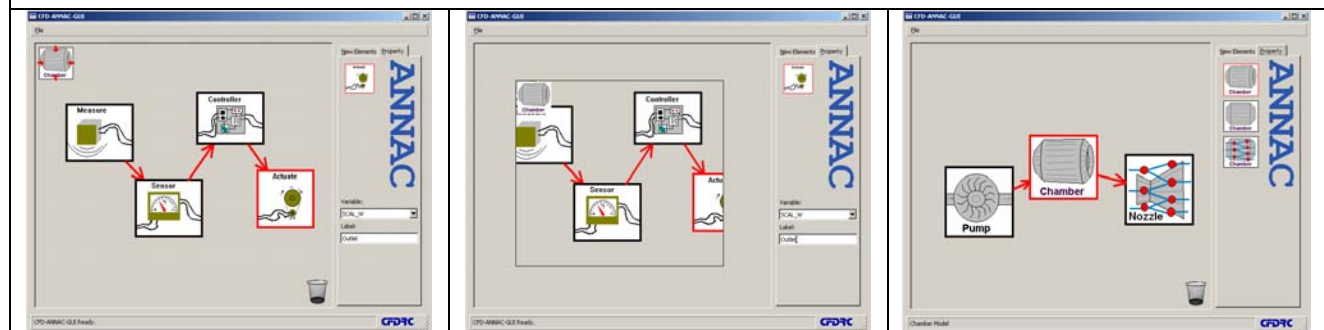 CFD-ANNAC-GUI
File
Chamber
Measure
Controller
Sensor
Actuate
New Elements Property
Actuate
ANNAC
Variable:
SCAL_W
Label:
Outlet
CFD-ANNAC-GUI Ready.
CFDRC
CFD-ANNAC-GUI
File
Chamber
Controller
Sensor
Actu
New Elements Property
Actuate
ANNAC
Variable:
SCAL_W
Label:
Outlet
CFD-ANNAC-GUI Ready.
CFDRC
CFD-ANNAC-GUI
File
Pump
Chamber
Nozzle
New Elements Property
Chamber
Chamber
Chamber
ANNAC
Chamber Model
CFDRC